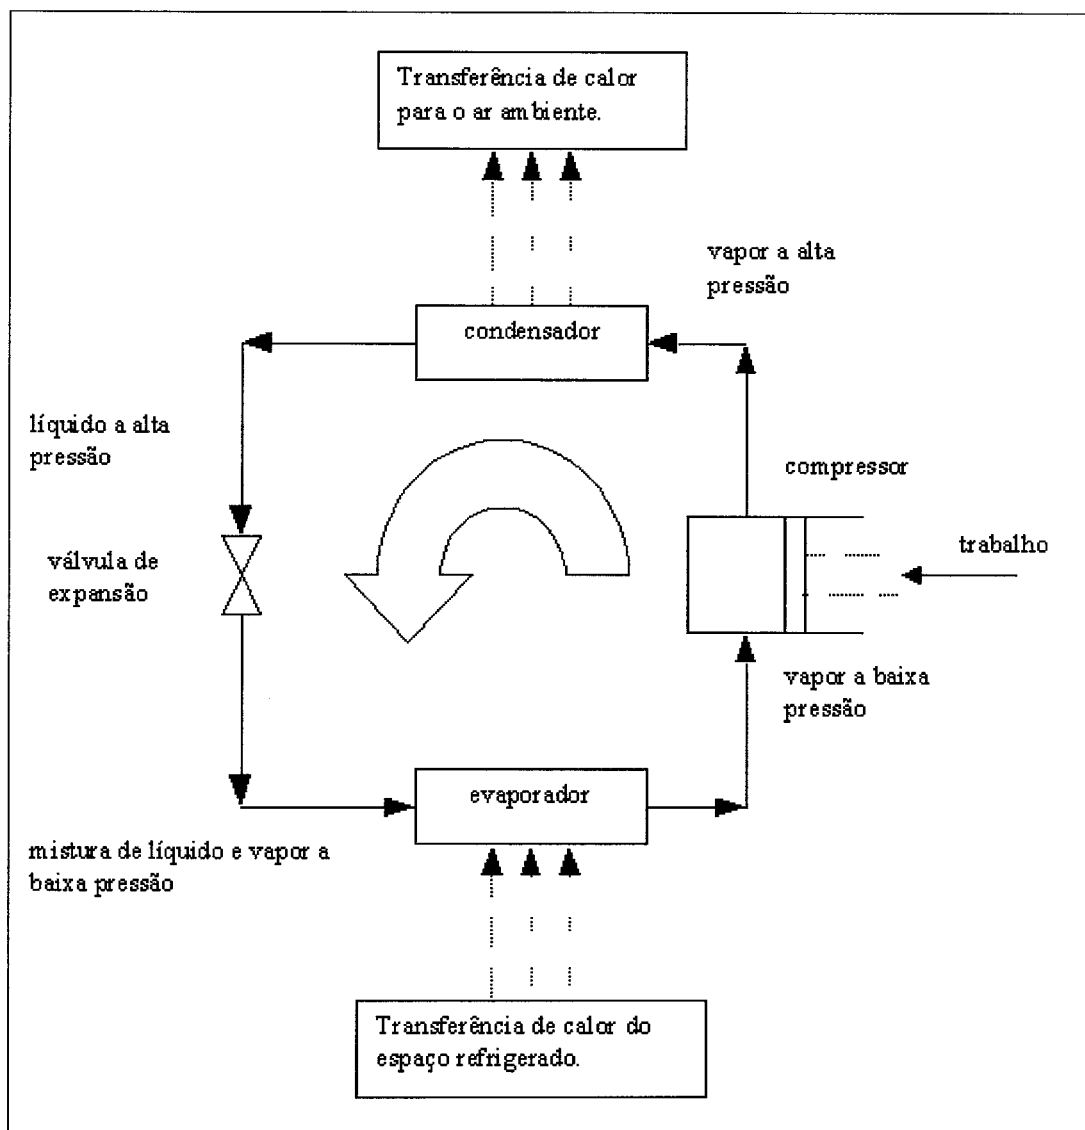 Transferência de calor
para o ar ambiente.
vapor a alta
pressão
condensador
líquido a alta
pressão
compressor
válvula de
expansão
trabalho
vapor a baixa
pressão
evaporador
mistura de líquido e vapor a
baixa pressão
Transferência de calor do
espaço refrigerado.